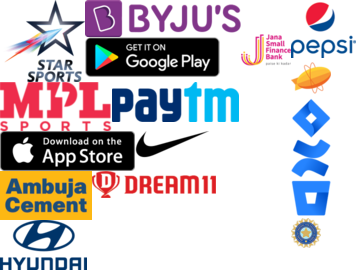 STAR
SPORTS
BYJU'S
GET IT ON
Google Play
Jana
Small
Finance
Bank
pepsi
MPL
SPORTS
paytm
Download on the
App Store
Ambuja
Cement
DREAM11
HYUNDAI